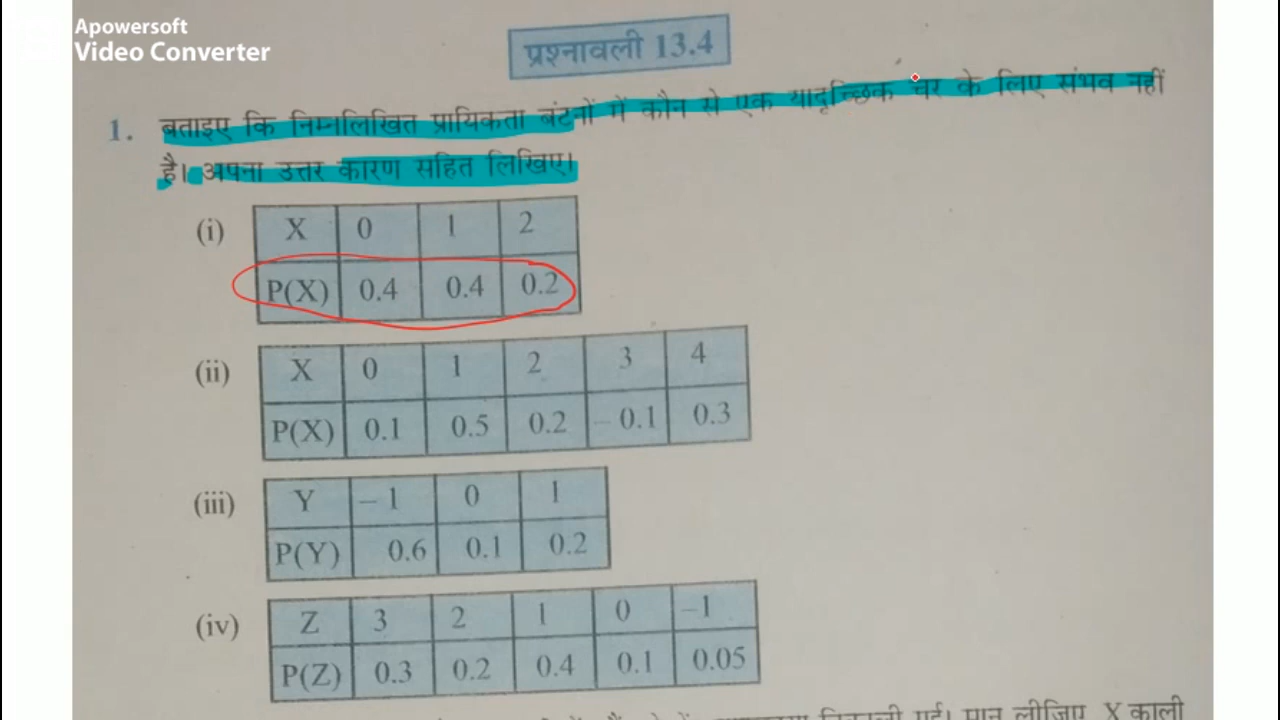 Apowersoft
Video Converter
प्रश्नावली 13.4
1. बताइए कि निम्नलिखित प्रायिकता बंटनों में कौन से एक यादृच्छिक चर के लिए संभव नहीं
है। अपना उत्तर कारण सहित लिखिए।
(i) X 0 1 2
P(X) 0.4 0.4 0.2
(ii) X 0 1 2 3 4
P(X) 0.1 0.5 0.2 – 0.1 0.3
(iii) Y – 1 0 1
P(Y) 0.6 0.1 0.2
(iv) Z 3 2 1 0 –1
P(Z) 0.3 0.2 0.4 0.1 0.05
गई। मान लीजिए X काली